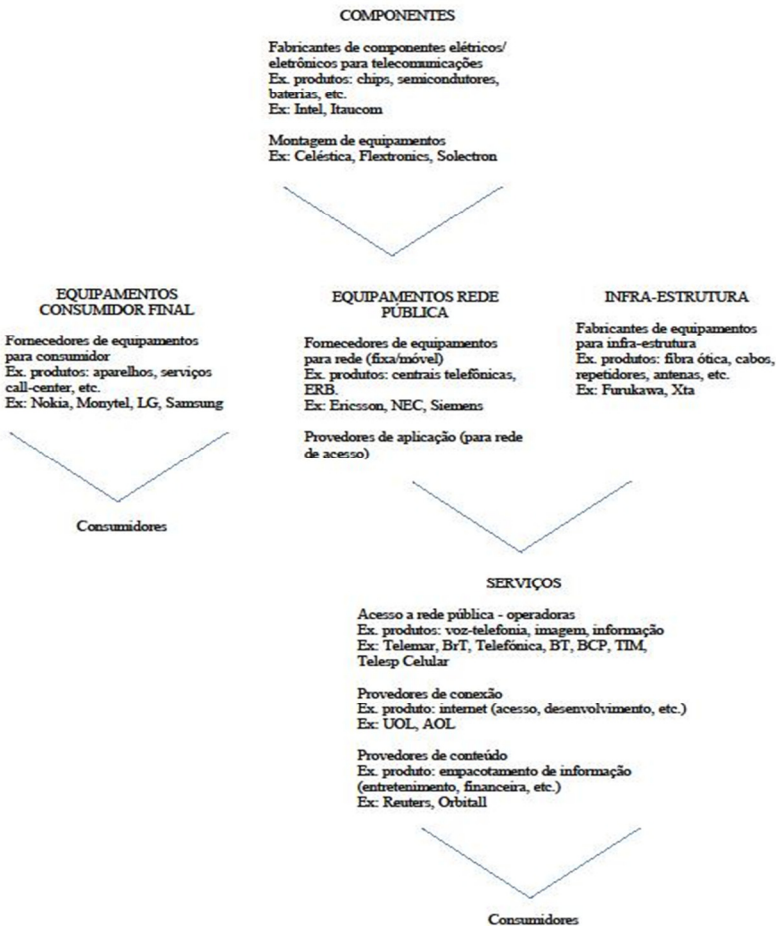 COMPONENTES
Fabricantes de componentes elétricos/
eletrônicos para telecomunicações
Ex. produtos: chips, semicondutores,
baterias, etc.
Ex: Intel, Itaucom
Montagem de equipamentos
Ex: Celéstica, Flextronics, Solectron
EQUIPAMENTOS
CONSUMIDOR FINAL
Fornecedores de equipamentos
para consumidor
Ex. produtos: aparelhos, serviços
call-center, etc.
Ex: Nokia, Monytel, LG, Samsung
Consumidores
EQUIPAMENTOS REDE
PÚBLICA
Fornecedores de equipamentos
para rede (fixa/móvel)
Ex. produtos: centrais telefônicas,
ERB.
Ex: Ericsson, NEC, Siemens
Provedores de aplicação (para rede
de acesso)
INFRA-ESTRUTURA
Fabricantes de equipamentos
para infra-estrutura
Ex. produtos: fibra ótica, cabos,
repetidores, antenas, etc.
Ex: Furukawa, Xta
SERVIÇOS
Acesso a rede pública - operadoras
Ex. produtos: voz-telefonia, imagem, informação
Ex: Telemar, BrT, Telefónica, BT, BCP, TIM,
Telesp Celular
Provedores de conexão
Ex. produto: internet (acesso, desenvolvimento, etc.)
Ex: UOL, AOL
Provedores de conteúdo
Ex. produto: empacotamento de informação
(entretenimento, financeira, etc.)
Ex: Reuters, Orbitall
Consumidores